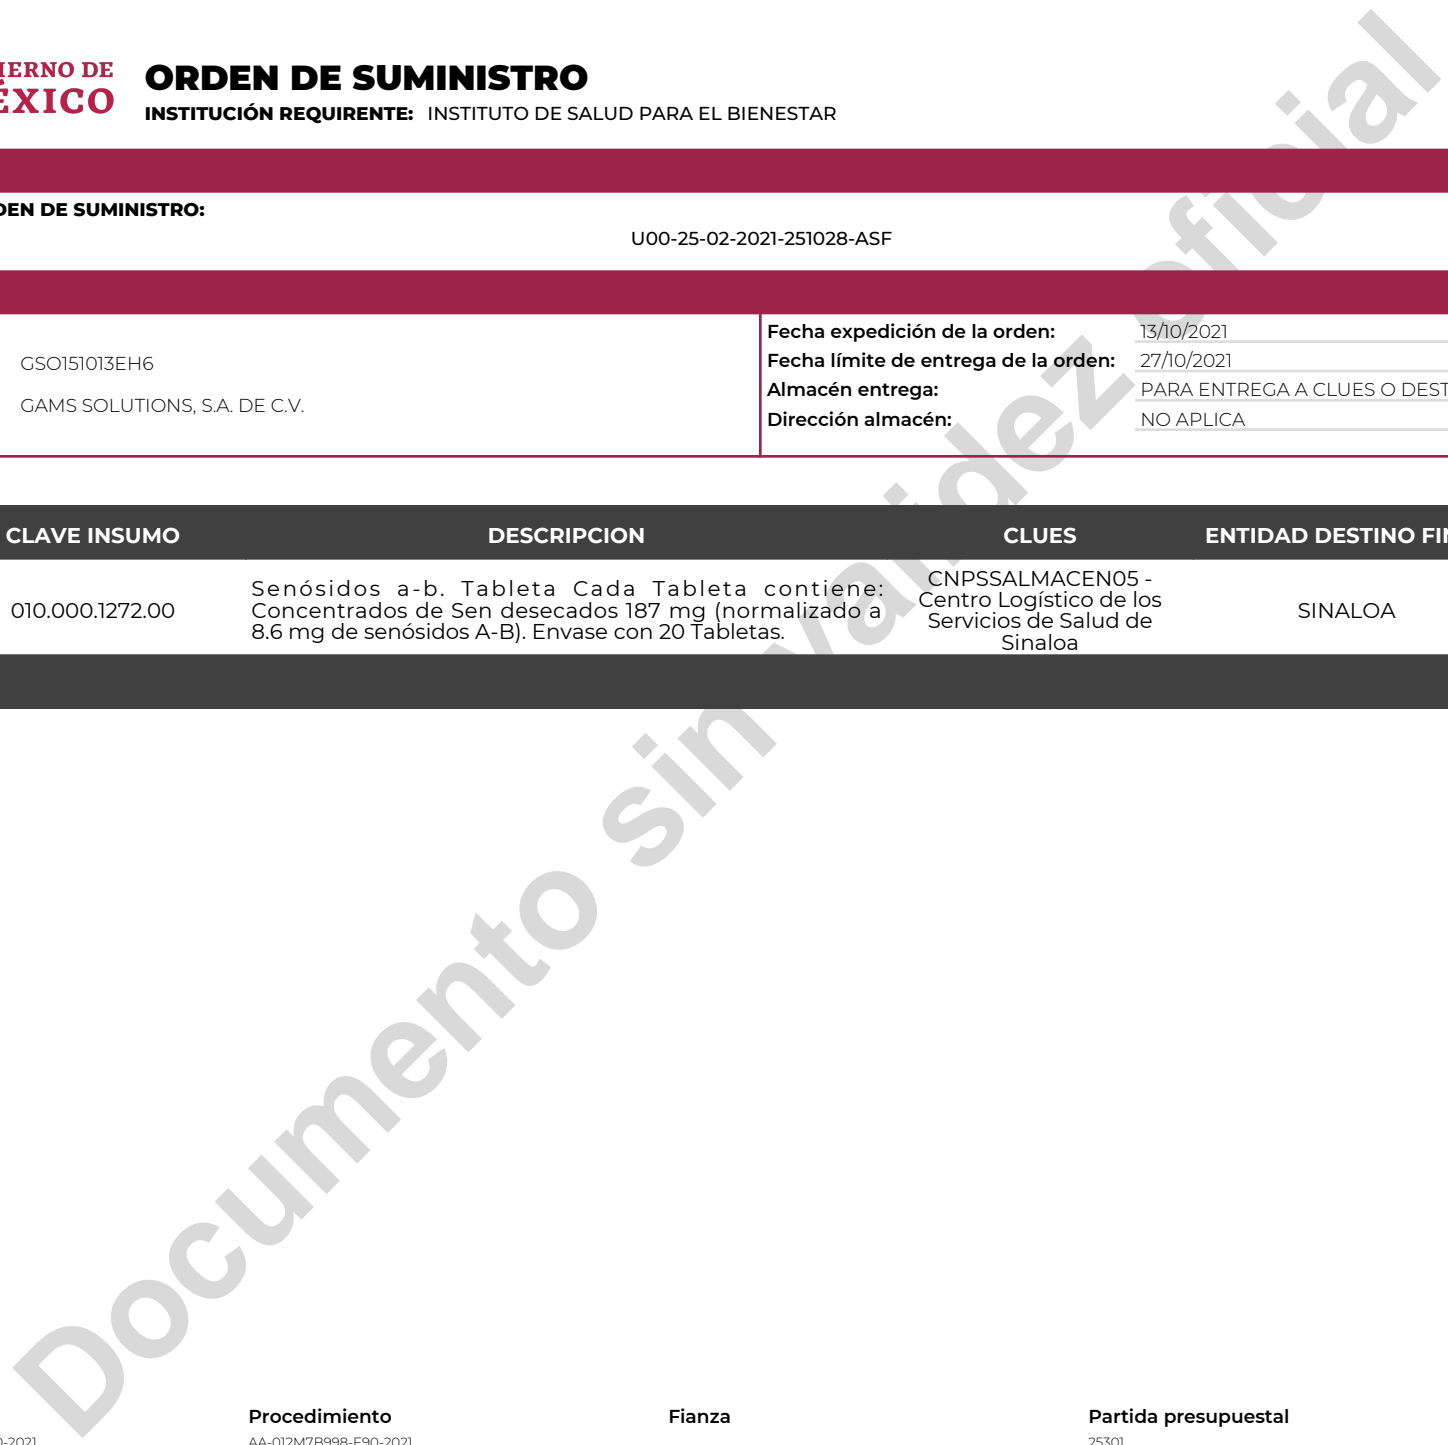 IERNO DE
ÉXICO
ORDEN DE SUMINISTRO
INSTITUCIÓN REQUIRENTE: INSTITUTO DE SALUD PARA EL BIENESTAR
DEN DE SUMINISTRO:
U00-25-02-2021-251028-ASF
GSO151013EH6
GAMS SOLUTIONS, S.A. DE C.V.
Fecha expedición de la orden: 13/10/2021
Fecha límite de entrega de la orden: 27/10/2021
Almacén entrega: PARA ENTREGA A CLUES O DEST
Dirección almacén: NO APLICA
CLAVE INSUMO DESCRIPCION CLUES ENTIDAD DESTINO FIN
010.000.1272.00
Senósidos a-b. Tableta Cada Tableta contiene:
Concentrados de Sen desecados 187 mg (normalizado a
8.6 mg de senósidos A-B). Envase con 20 Tabletas.
CNPSSALMACEN05 -
Centro Logístico de los
Servicios de Salud de
Sinaloa
SINALOA
Documento sin validez oficial
Procedimiento Fianza Partida presupuestal
0-2021 AA-012M7B998-E90-2021 25301